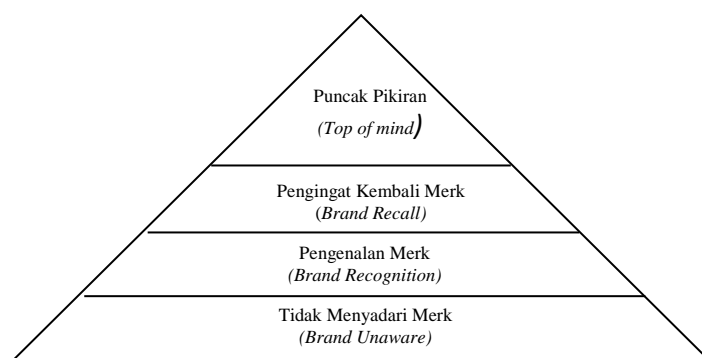 Puncak Pikiran
(Top of mind)
Pengingat Kembali Merk
(Brand Recall)
Pengenalan Merk
(Brand Recognition)
Tidak Menyadari Merk
(Brand Unaware)